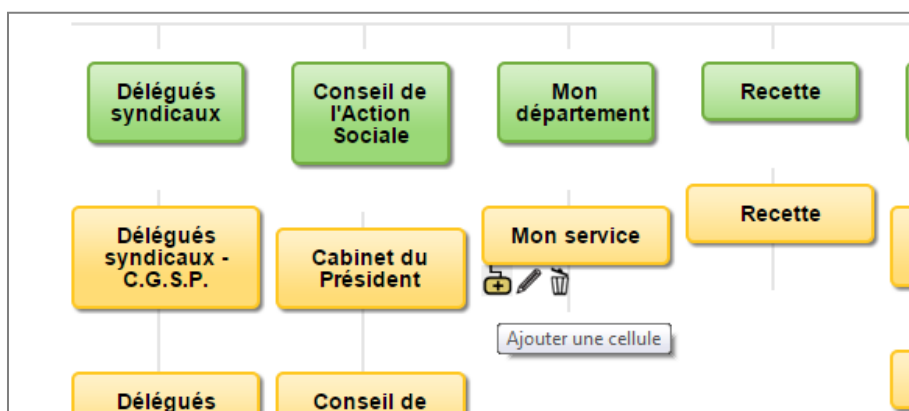 Délégués
syndicaux
Conseil de
l'Action
Sociale
Mon
département
Recette
Délégués
syndicaux -
C.G.S.P.
Cabinet du
Président
Mon service
Recette
Ajouter une cellule
Délégués
Conseil de